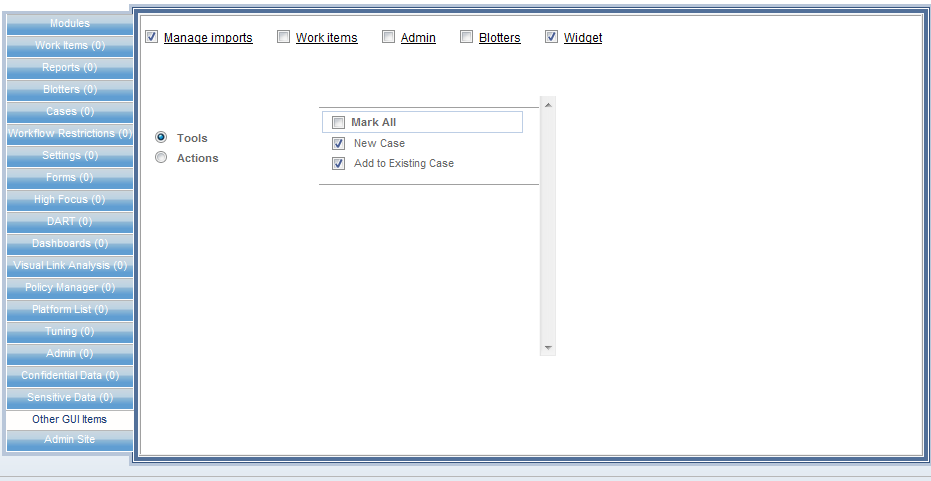 Modules
Work Items (0)
Reports (0)
Blotters (0)
Cases (0)
Workflow Restrictions (0)
Settings (0)
Forms (0)
High Focus (0)
DART (0)
Dashboards (0)
Visual Link Analysis (0)
Policy Manager (0)
Platform List (0)
Tuning (0)
Admin (0)
Confidential Data (0)
Sensitive Data (0)
Other GUI Items
Admin Site
Manage imports Work items Admin Blotters Widget
Tools
Actions
Mark All
New Case
Add to Existing Case